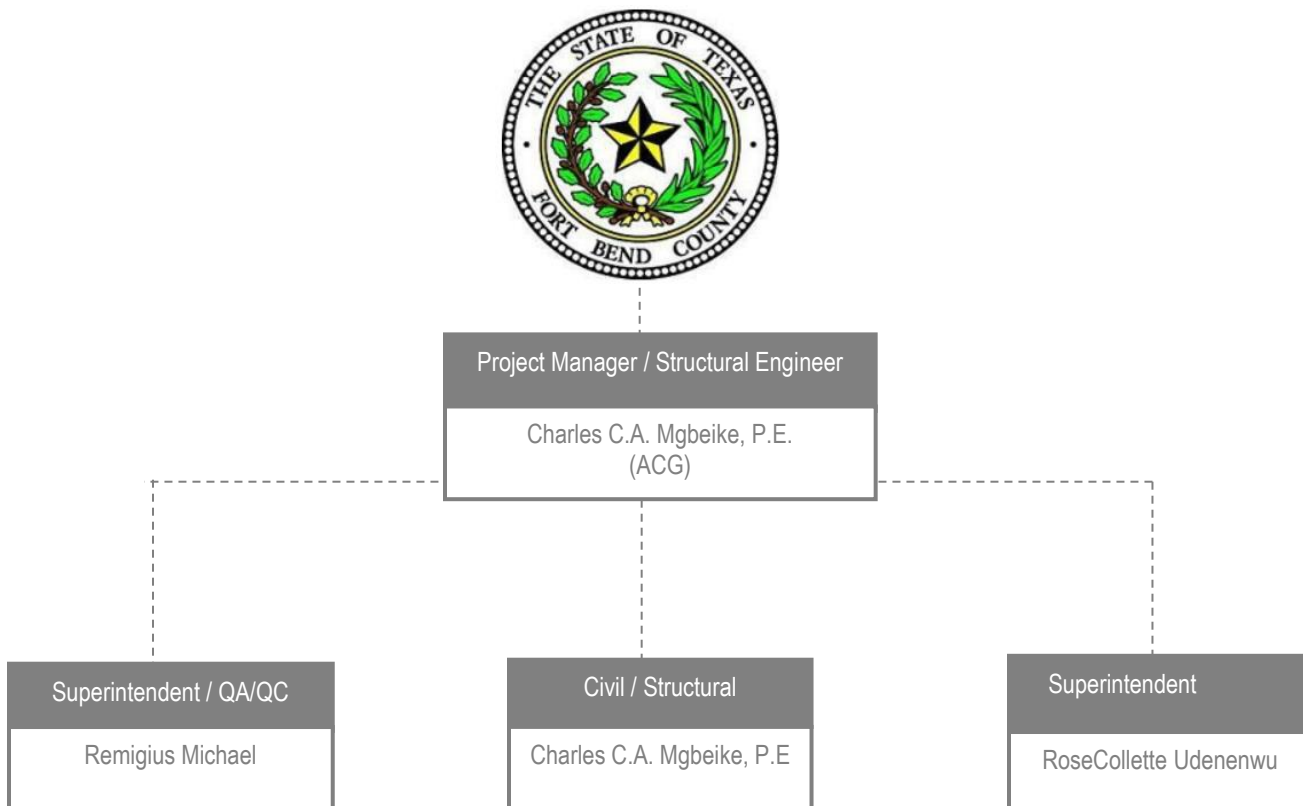 THE STATE OF TEXAS
FORT BEND COUNTY
Project Manager / Structural Engineer
Charles C.A. Mgbeike, P.E.
(ACG)
Superintendent / QA/QC
Remigius Michael
Civil / Structural
Charles C.A. Mgbeike, P.E
Superintendent
RoseCollette Udenenwu